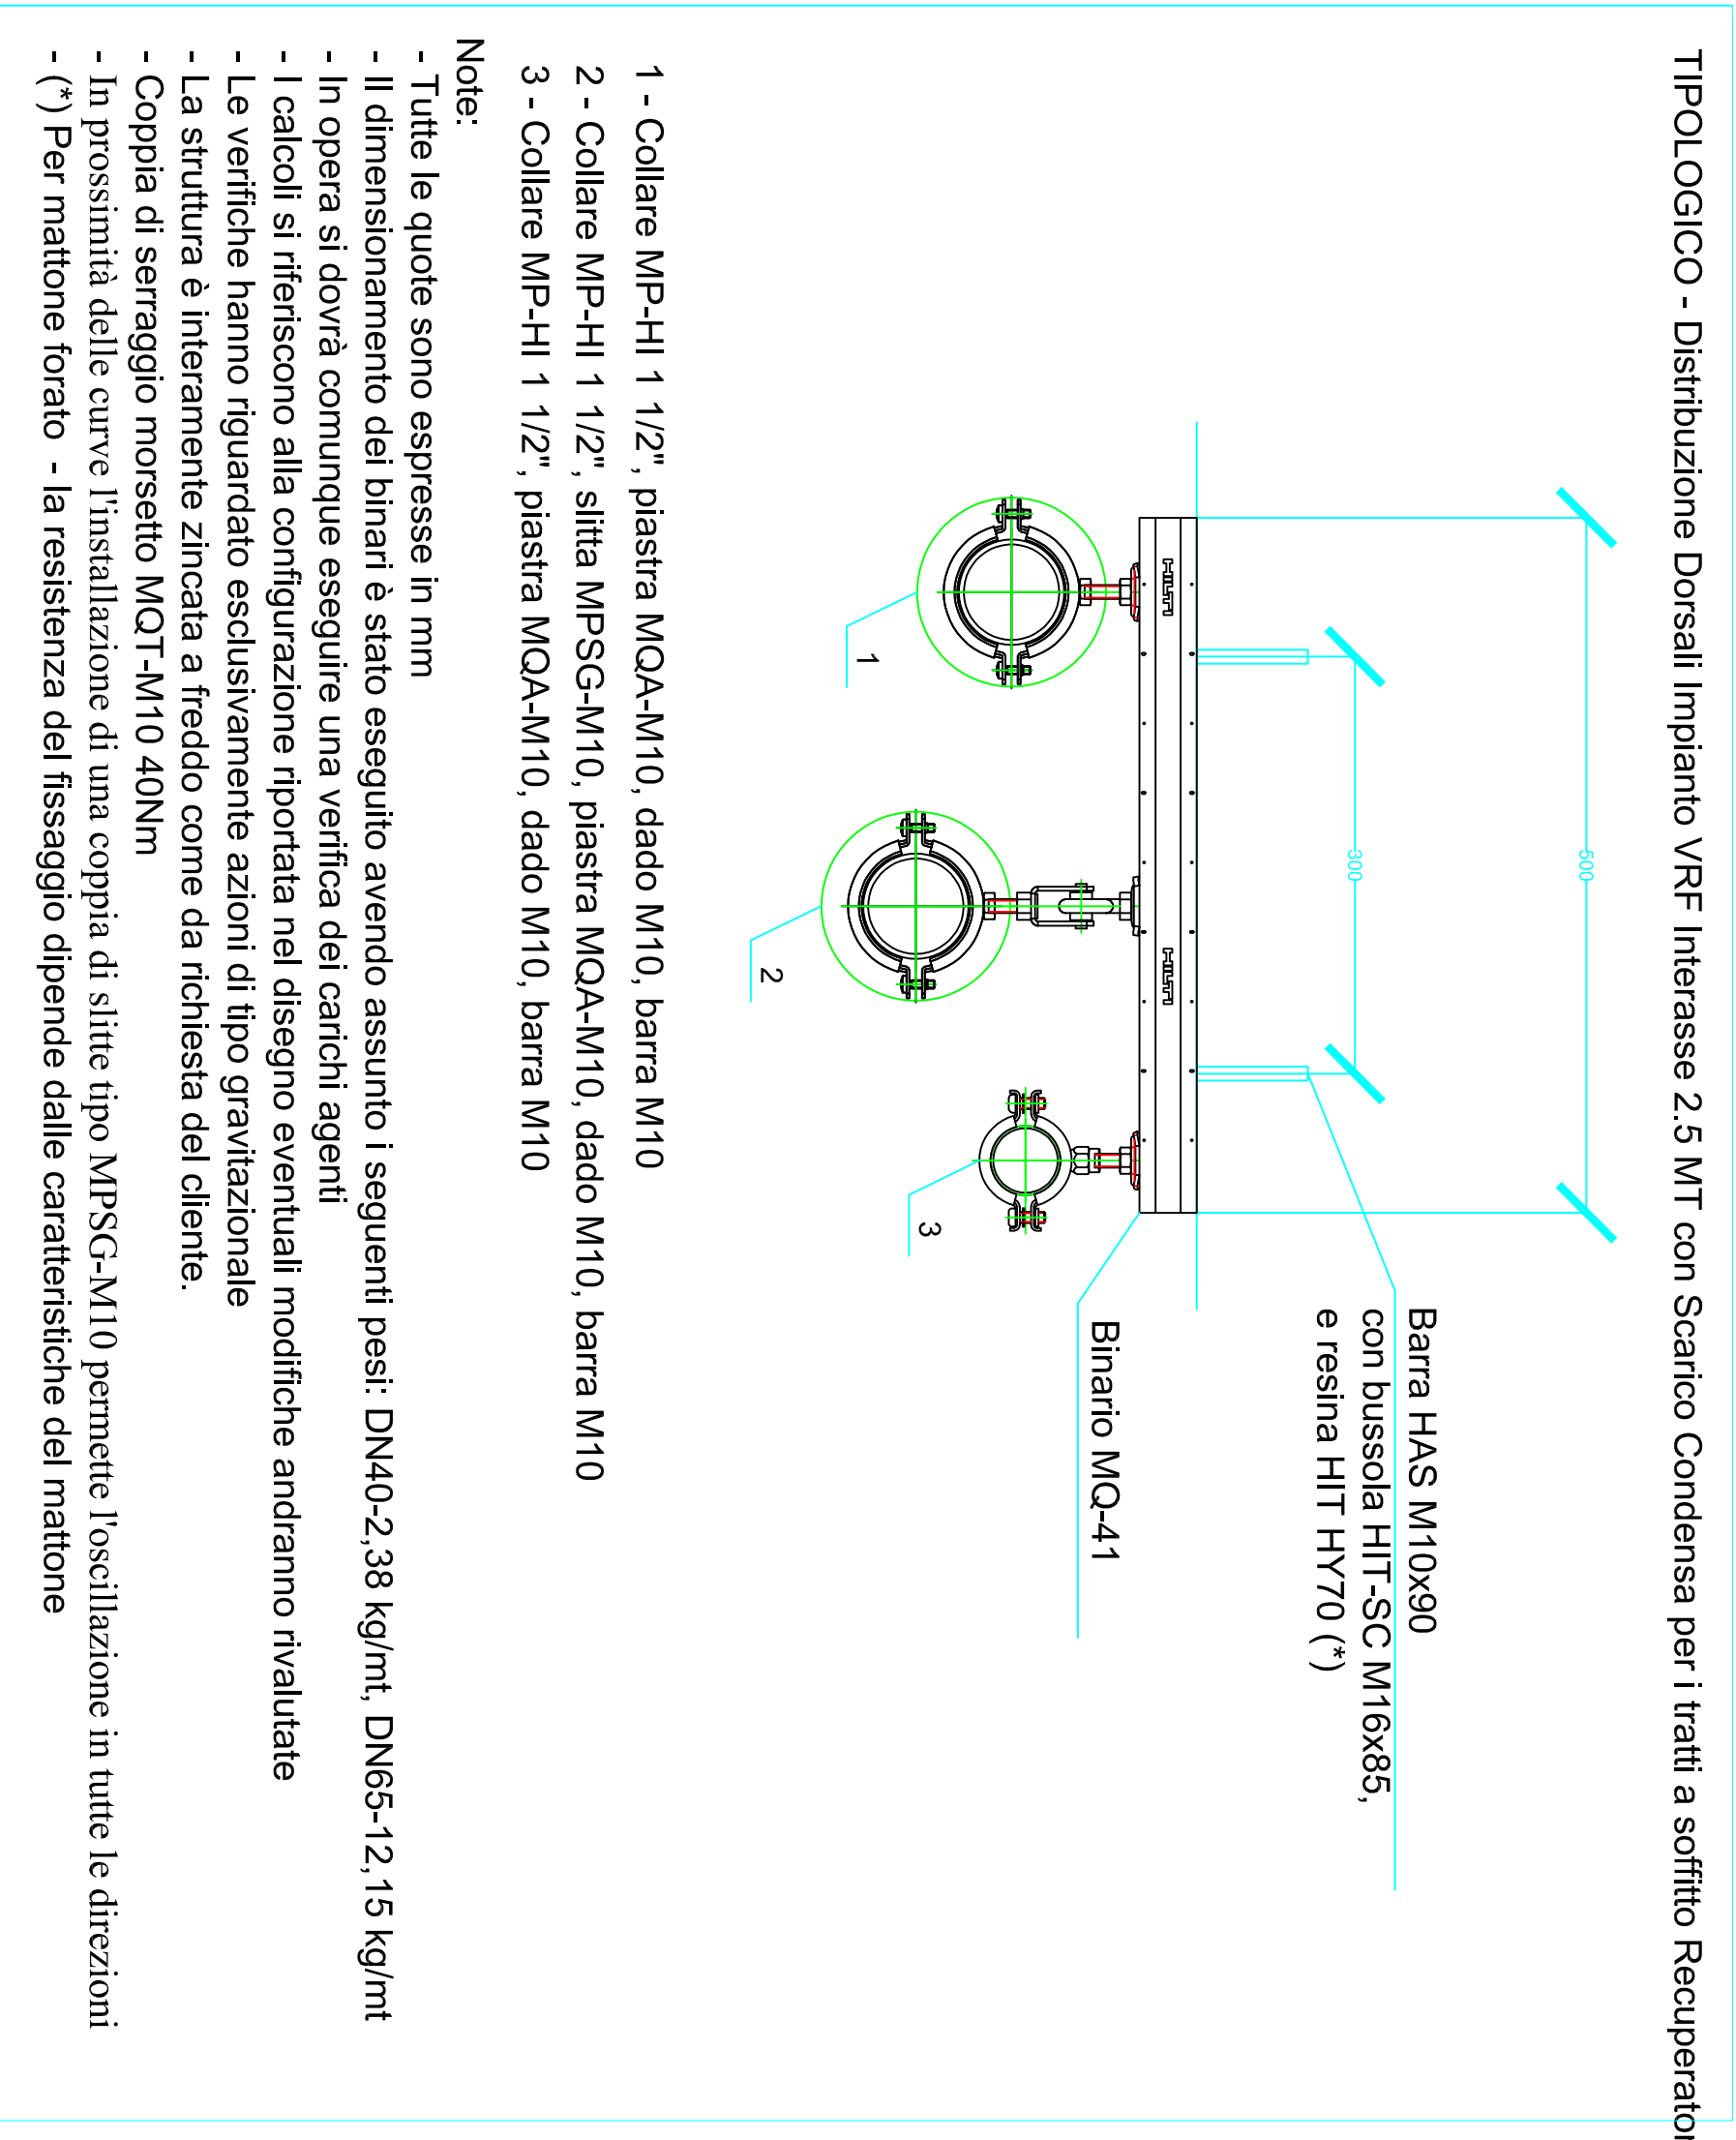 TIPOLOGICO - Distribuzione Dorsali Impianto VRF Interasse 2.5 MT con Scarico Condensa per i tratti a soffitto Recuperator
500
300
Barra HAS M10x90
con bussola HIT-SC M16x85,
e resina HIT HY70 (*)
HILTI
HILTI
Binario MQ-41
1
2
3
1 - Collare MP-HI 1 1/2", piastra MQA-M10, dado M10, barra M10
2 - Collare MP-HI 1 1/2", slitta MPSG-M10, piastra MQA-M10, dado M10, barra M10
3 - Collare MP-HI 1 1/2", piastra MQA-M10, dado M10, barra M10
Note:
- Tutte le quote sono espresse in mm
- Il dimensionamento dei binari è stato eseguito avendo assunto i seguenti pesi: DN40-2,38 kg/mt, DN65-12,15 kg/mt
- In opera si dovrà comunque eseguire una verifica dei carichi agenti
- I calcoli si riferiscono alla configurazione riportata nel disegno eventuali modifiche andranno rivalutate
- Le verifiche hanno riguardato esclusivamente azioni di tipo gravitazionale
- La struttura è interamente zincata a freddo come da richiesta del cliente.
- Coppia di serraggio morsetto MQT-M10 40Nm
- In prossimità delle curve l'installazione di una coppia di slitte tipo MPSG-M10 permette l'oscillazione in tutte le direzioni
- (*) Per mattone forato - la resistenza del fissaggio dipende dalle caratteristiche del mattone